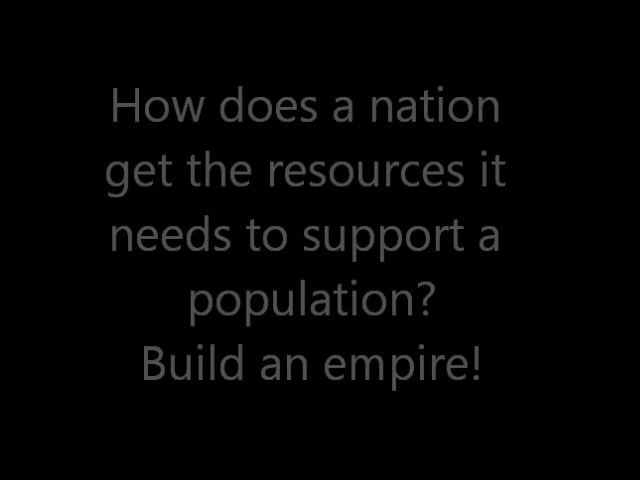 How does a nation
get the resources it
needs to support a
population?
Build an empire!